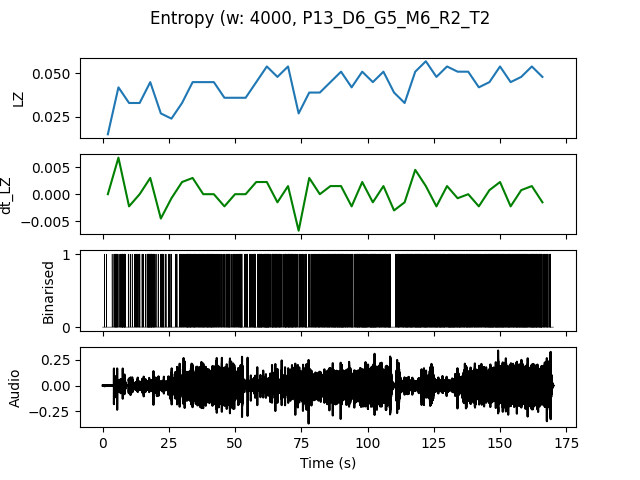 Entropy (w: 4000, P13_D6_G5_M6_R2_T2
0.050
0.025
LZ
0.005
0.000
−0.005
dt_LZ
1
0
Binarised
0.25
0.00
−0.25
Audio
0 25 50 75 100 125 150 175
Time (s)